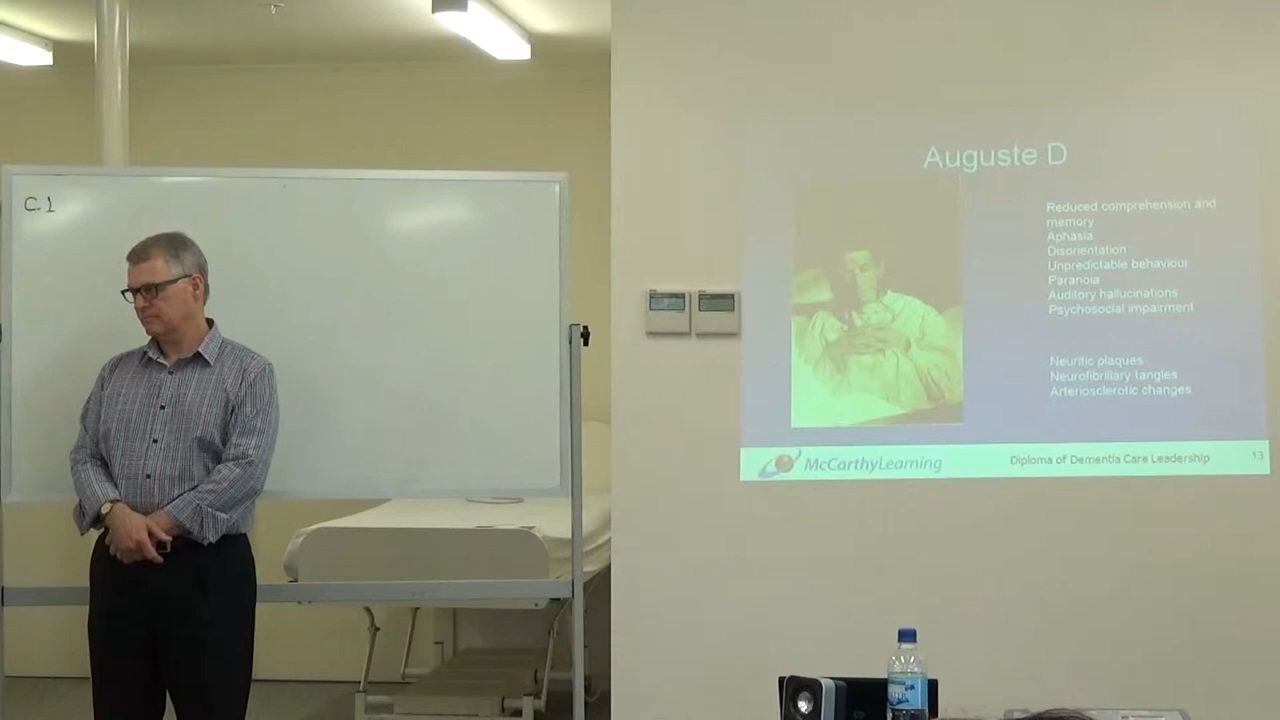 C.1
Auguste D
Reduced comprehension and
memory
Aphasia
Disorientation
Unpredictable behaviour
Paranoia
Auditory hallucinations
Psychosocial impairment
Neuritic plaques
Neurofibrillary tangles
Arteriosclerotic changes
McCarthyLearning
Diploma of Dementia Care Leadership
13